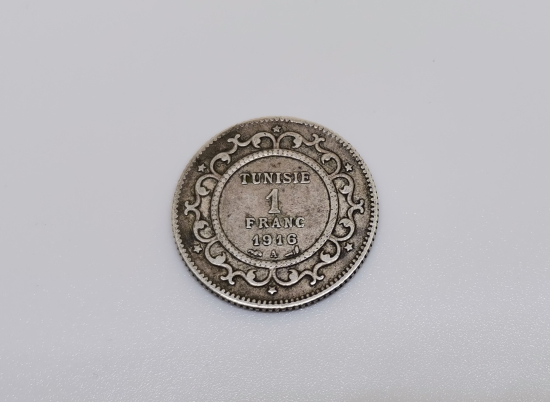 TUNISIE
1
FRANC
1916
A